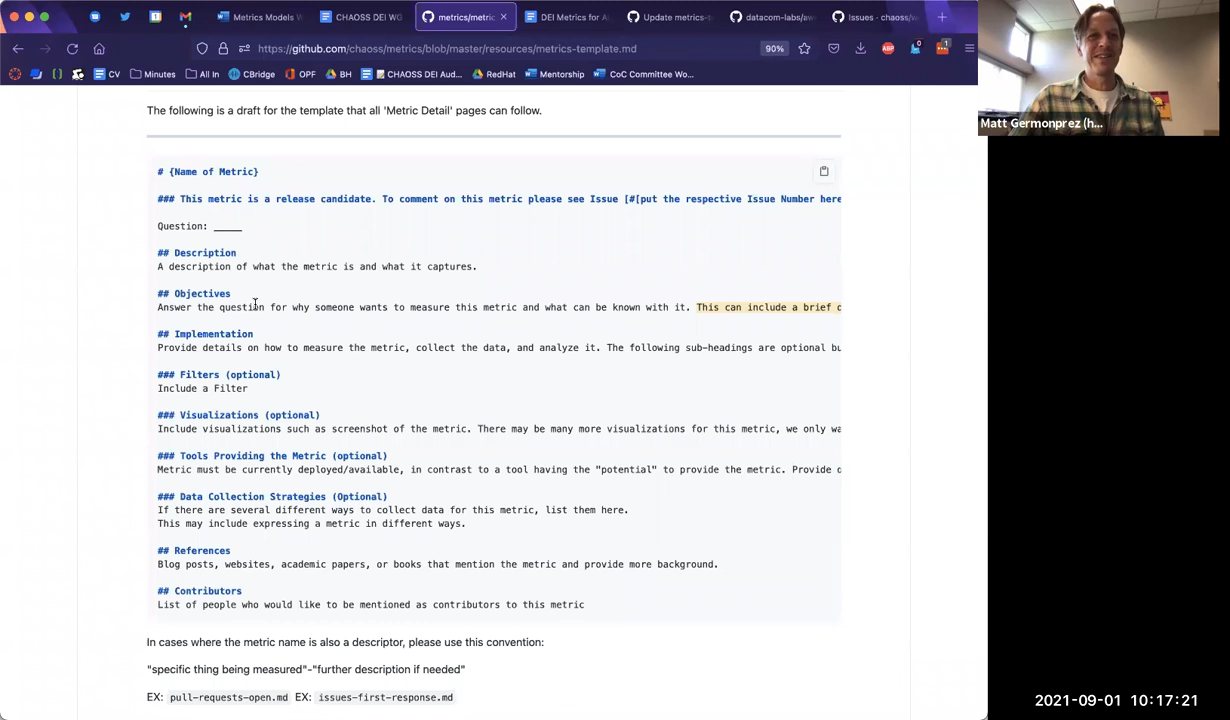 Metrics Models W
CHAOSS DEI WG
metrics/metric
DEI Metrics for A
Update metrics-
datacom-labs/aw
Issues · chaoss/w
https://github.com/chaoss/metrics/blob/master/resources/metrics-template.md
90%
0
1
CV
Minutes
All In
CBridge
OPF
BH
CHAOSS DEI Aud...
RedHat
Mentorship
CoC Committee Wo...
Matt Germonprez (h...
The following is a draft for the template that all 'Metric Detail' pages can follow.
# {Name of Metric}
### This metric is a release candidate. To comment on this metric please see Issue [#[put the respective Issue Number here
Question: _____
## Description
A description of what the metric is and what it captures.
## Objectives
Answer the question for why someone wants to measure this metric and what can be known with it. This can include a brief d
## Implementation
Provide details on how to measure the metric, collect the data, and analyze it. The following sub-headings are optional bu
### Filters (optional)
Include a Filter
### Visualizations (optional)
Include visualizations such as screenshot of the metric. There may be many more visualizations for this metric, we only wa
### Tools Providing the Metric (optional)
Metric must be currently deployed/available, in contrast to a tool having the "potential" to provide the metric. Provide d
### Data Collection Strategies (Optional)
If there are several different ways to collect data for this metric, list them here.
This may include expressing a metric in different ways.
## References
Blog posts, websites, academic papers, or books that mention the metric and provide more background.
## Contributors
List of people who would like to be mentioned as contributors to this metric
In cases where the metric name is also a descriptor, please use this convention:
"specific thing being measured"-"further description if needed"
EX: pull-requests-open.md EX: issues-first-response.md
2021-09-01 10:17:21